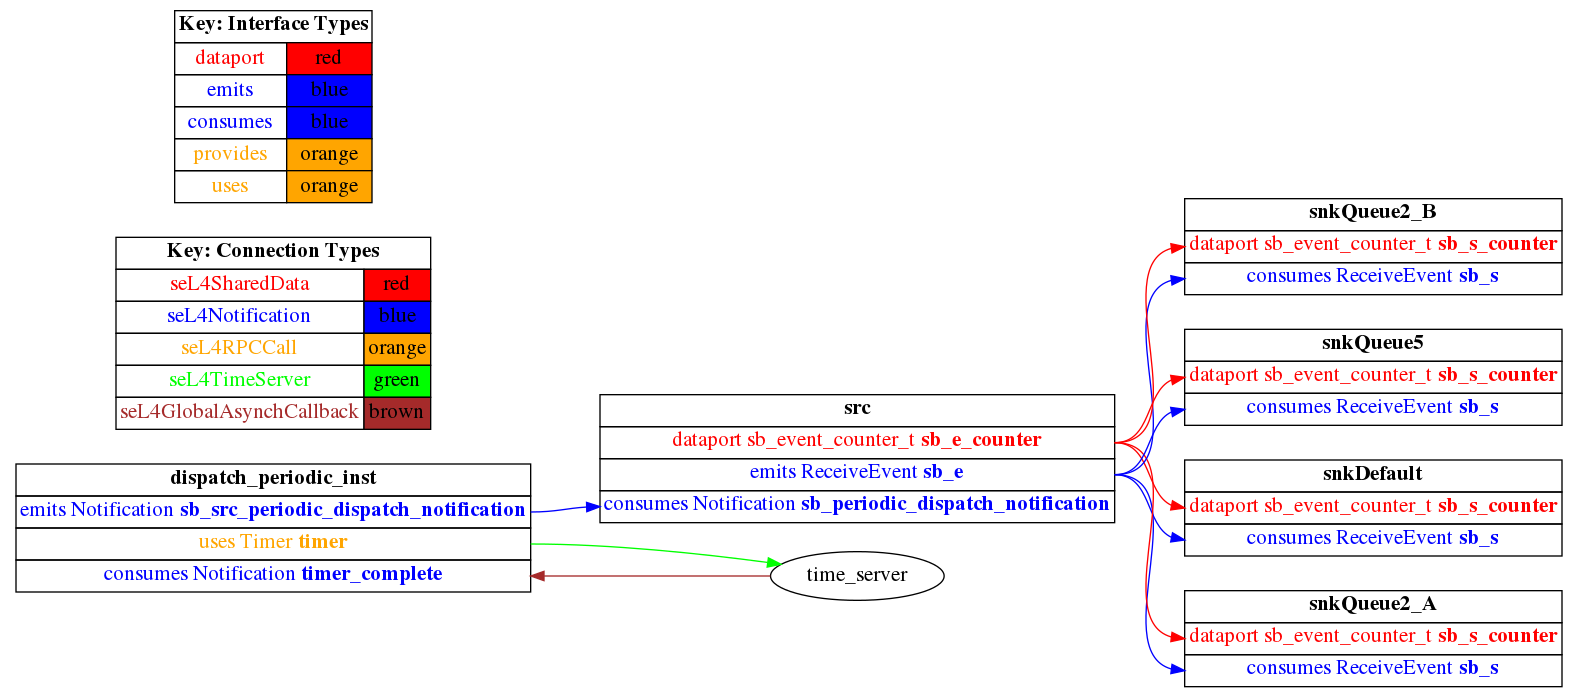 Key: Interface Types
dataport red
emits blue
consumes blue
provides orange
uses orange
Key: Connection Types
seL4SharedData red
seL4Notification blue
seL4RPCCall orange
seL4TimeServer green
seL4GlobalAsynchCallback brown
dispatch_periodic_inst
emits Notification sb_src_periodic_dispatch_notification
uses Timer timer
consumes Notification timer_complete
src
dataport sb_event_counter_t sb_e_counter
emits ReceiveEvent sb_e
consumes Notification sb_periodic_dispatch_notification
time_server
snkQueue2_B
dataport sb_event_counter_t sb_s_counter
consumes ReceiveEvent sb_s
snkQueue5
dataport sb_event_counter_t sb_s_counter
consumes ReceiveEvent sb_s
snkDefault
dataport sb_event_counter_t sb_s_counter
consumes ReceiveEvent sb_s
snkQueue2_A
dataport sb_event_counter_t sb_s_counter
consumes ReceiveEvent sb_s